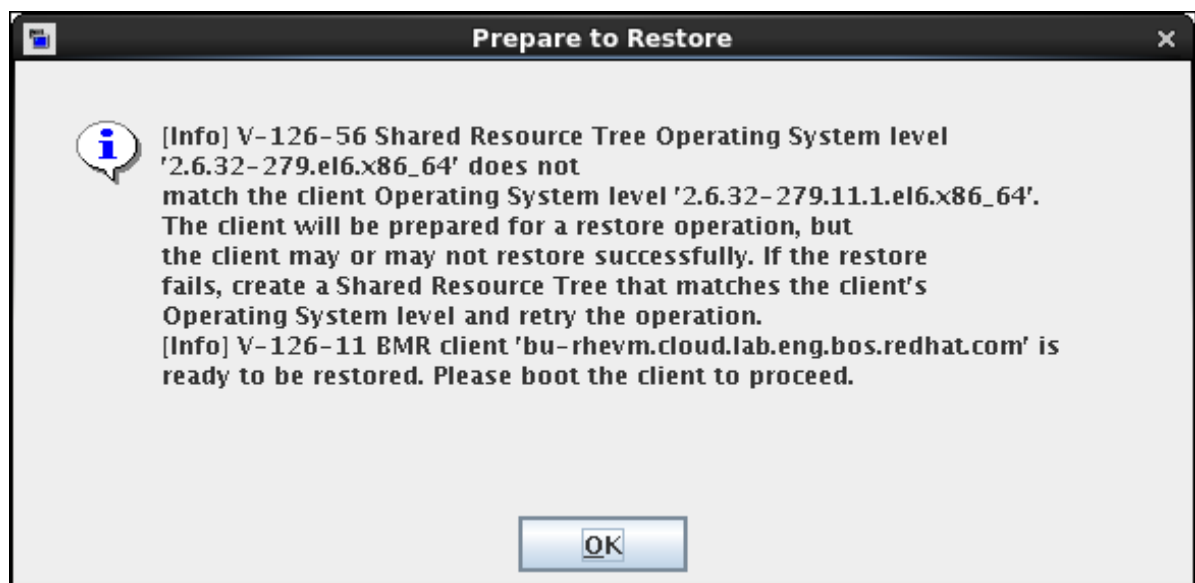 Prepare to Restore
[Info] V-126-56 Shared Resource Tree Operating System level
'2.6.32-279.el6.x86_64' does not
match the client Operating System level '2.6.32-279.11.1.el6.x86_64'.
The client will be prepared for a restore operation, but
the client may or may not restore successfully. If the restore
fails, create a Shared Resource Tree that matches the client's
Operating System level and retry the operation.
[Info] V-126-11 BMR client 'bu-rhevm.cloud.lab.eng.bos.redhat.com' is
ready to be restored. Please boot the client to proceed.
OK